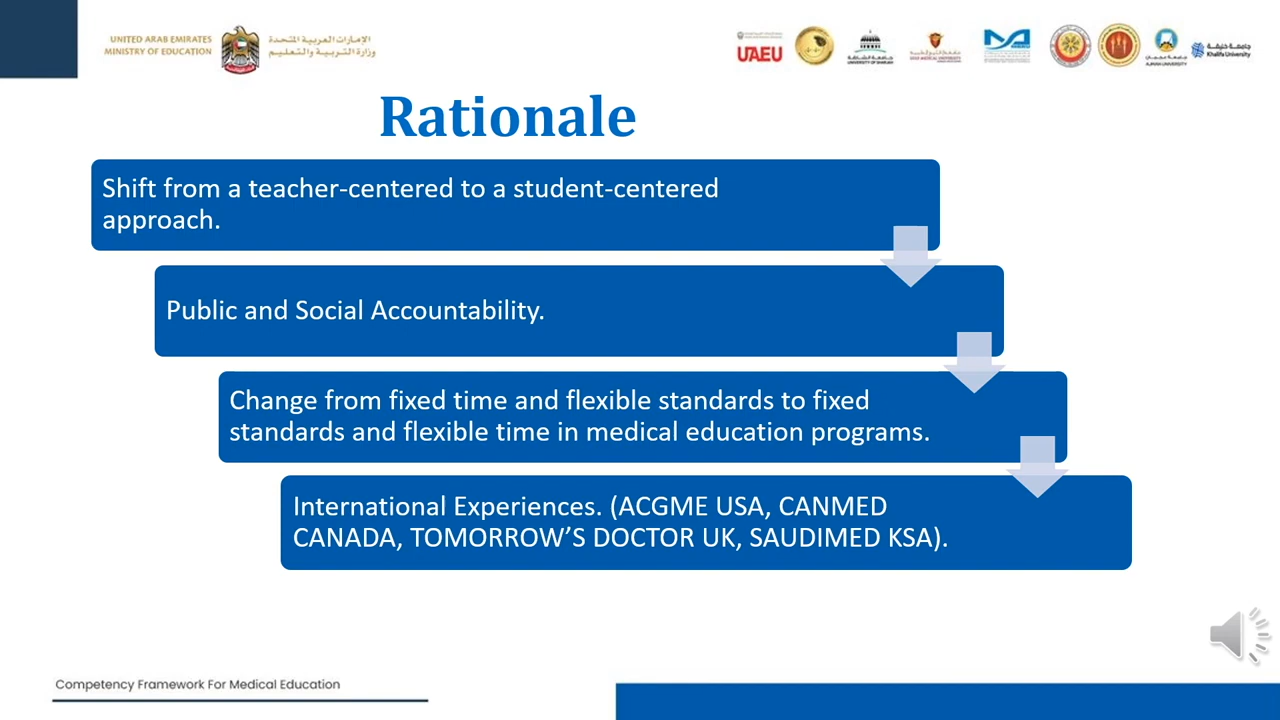 UNITED ARAB EMIRATES
MINISTRY OF EDUCATION
الإمارات العربية المتحدة
وزارة التربية والتعليم
UAEU
جامعة خليفة
Khalifa University
Rationale
Shift from a teacher-centered to a student-centered
approach.
Public and Social Accountability.
Change from fixed time and flexible standards to fixed
standards and flexible time in medical education programs.
International Experiences. (ACGME USA, CANMED
CANADA, TOMORROW’S DOCTOR UK, SAUDIMED KSA).
Competency Framework For Medical Education